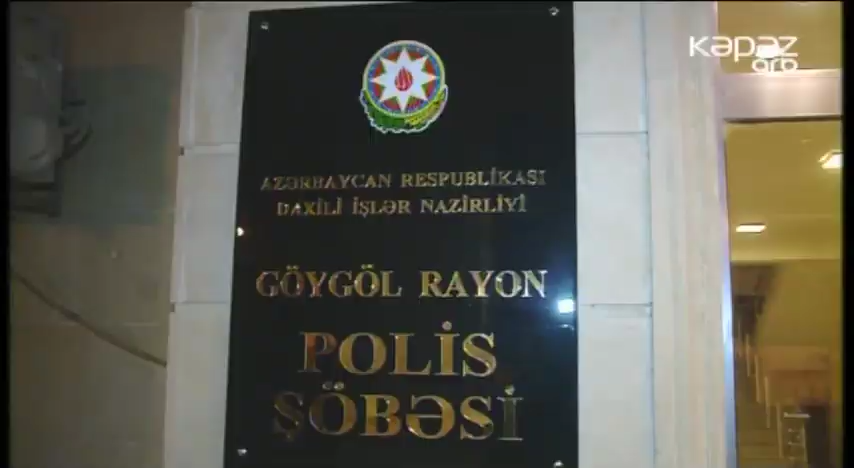 Kəpəz
AZƏRBAYCAN RESPUBLİKASI
DAXİLİ İŞLƏR NAZİRLİYİ
GÖYGÖL RAYON
POLİS
ŞÖBƏSİ